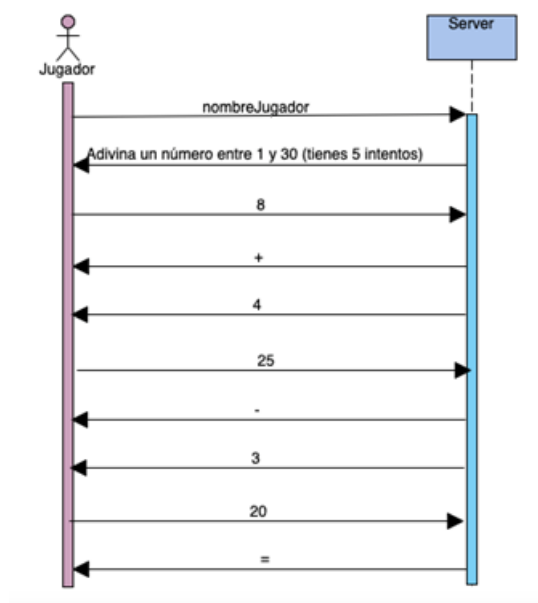 Server
Jugador
nombreJugador
Adivina un número entre 1 y 30 (tienes 5 intentos)
8
+
4
25
-
3
20
=